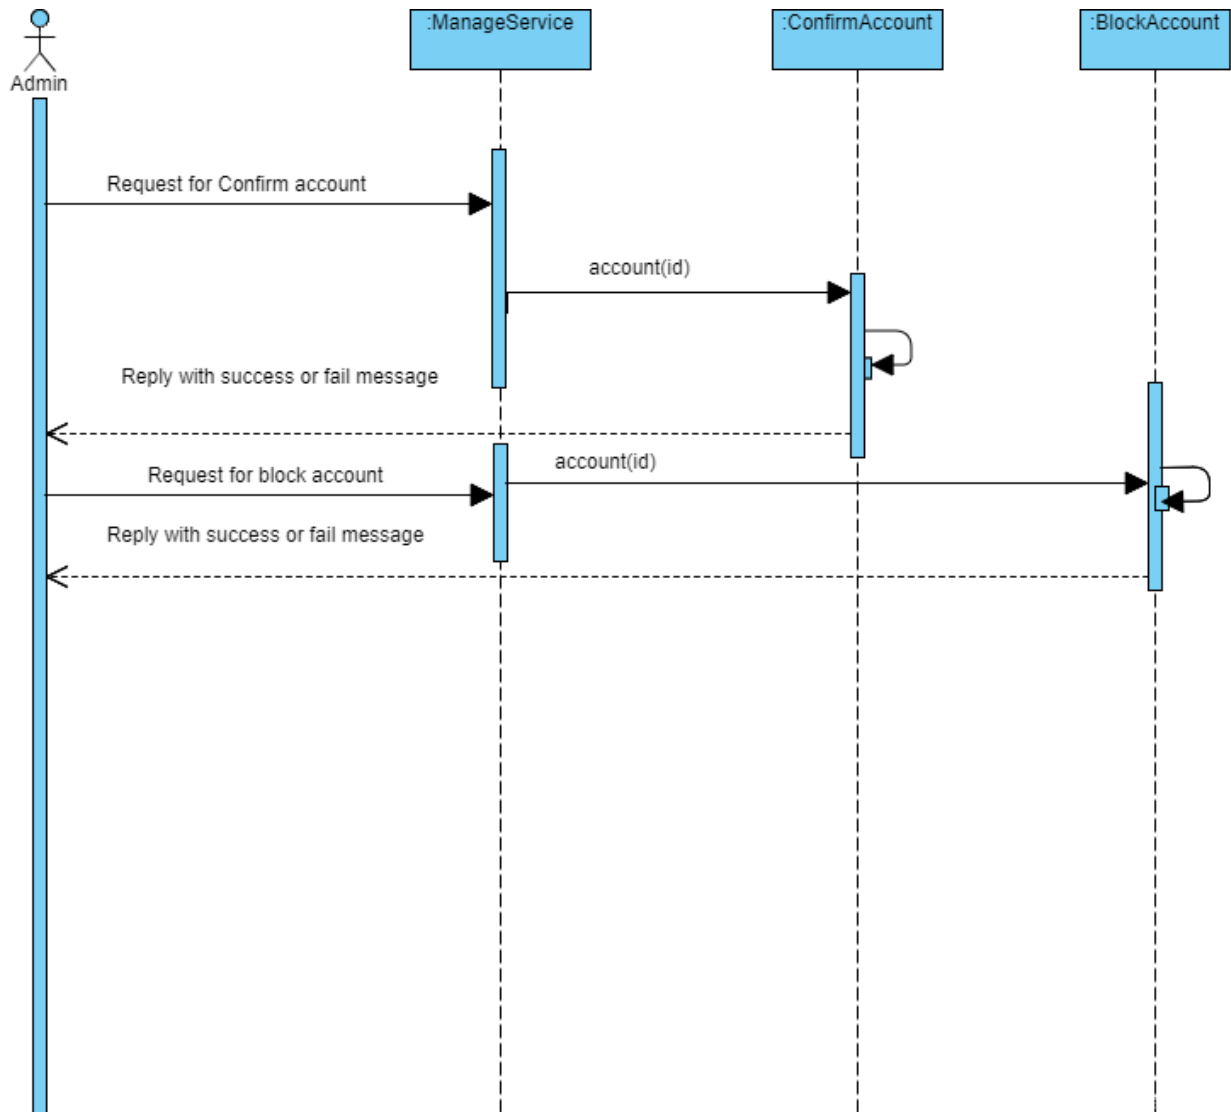 :ManageService
:ConfirmAccount
:BlockAccount
Admin
Request for Confirm account
account(id)
Reply with success or fail message
account(id)
Request for block account
Reply with success or fail message